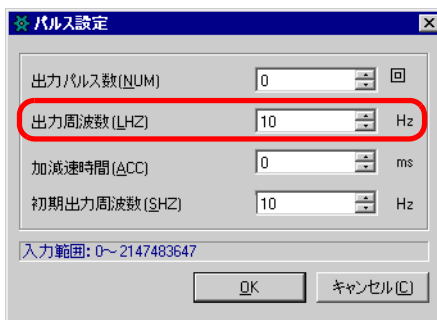 パルス設定
出力パルス数(NUM) 0 回
出力周波数(LHZ) 10 Hz
加減速時間(ACC) 0 ms
初期出力周波数(SHZ) 10 Hz
入力範囲: 0～2147483647
OK キャンセル(C)